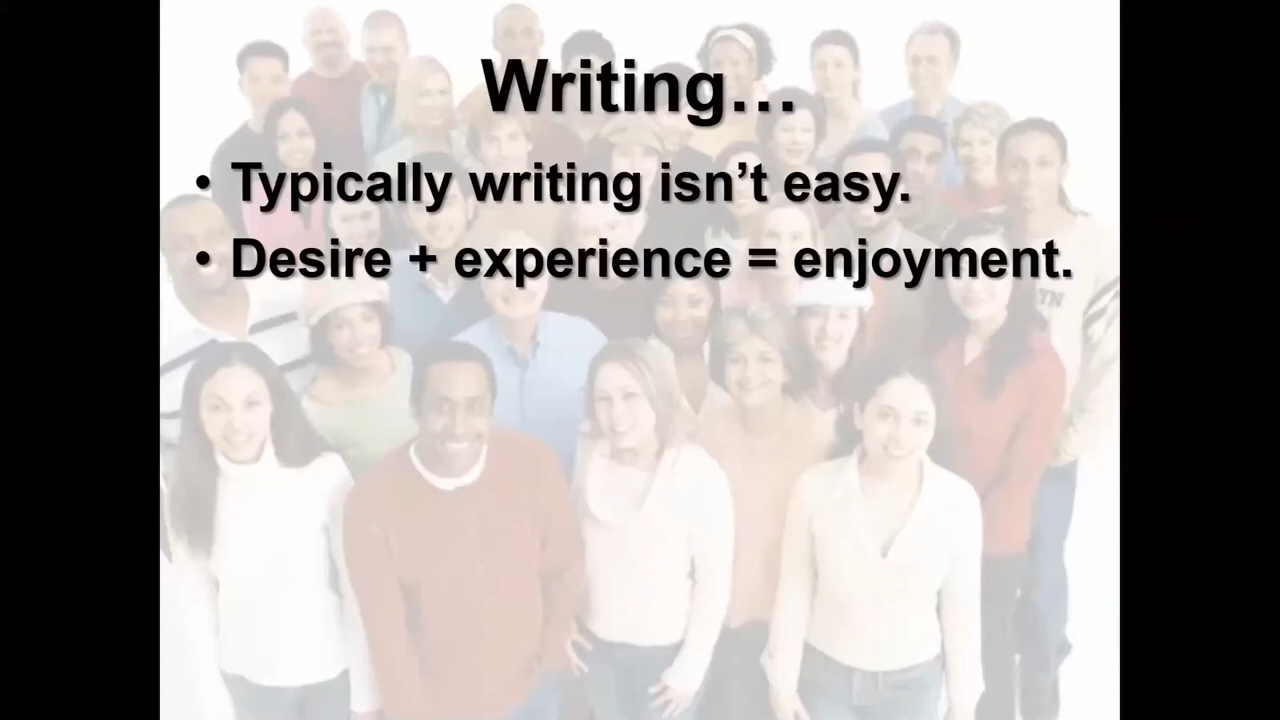 Writing…
• Typically writing isn’t easy.
• Desire + experience = enjoyment.